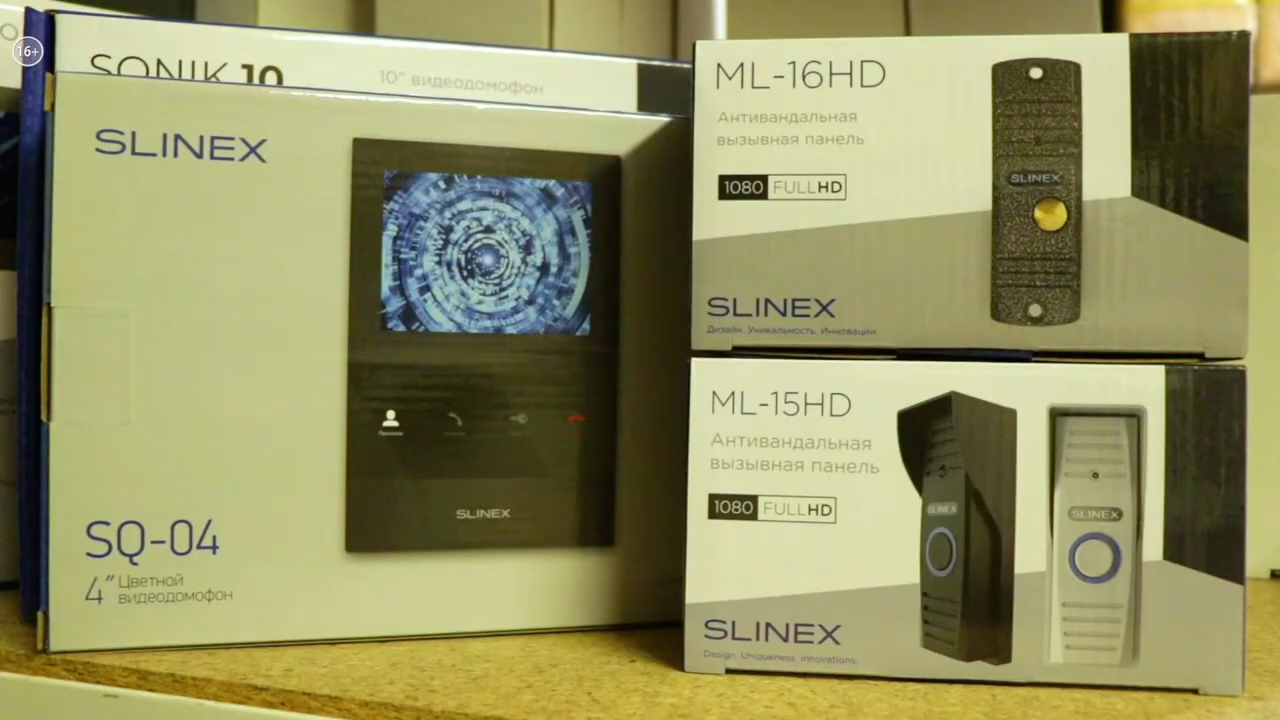 16+
SONIK 10
10" видеодомофон
SLINEX
SLINEX
SQ-04
4" Цветной
видеодомофон
ML-16HD
Антивандальная
вызывная панель
1080 FULLHD
SLINEX
SLINEX
Дизайн. Уникальность. Инновации
ML-15HD
Антивандальная
вызывная панель
1080 FULLHD
SLINEX
SLINEX
SLINEX
Design. Uniqueness. Innovations.